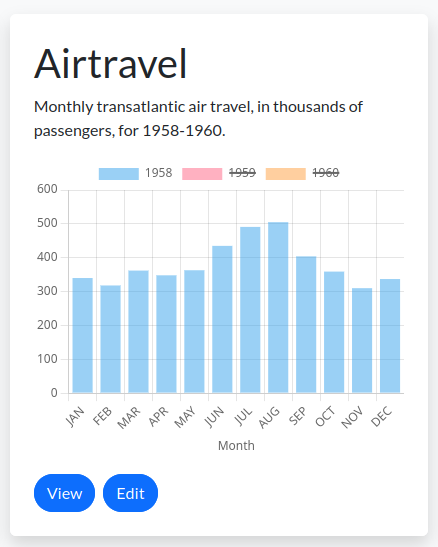 Airtravel
Monthly transatlantic air travel, in thousands of
passengers, for 1958-1960.
1958 1959 1960
600
500
400
300
200
100
0
JAN FEB MAR APR MAY JUN JUL AUG SEP OCT NOV DEC
Month
View Edit